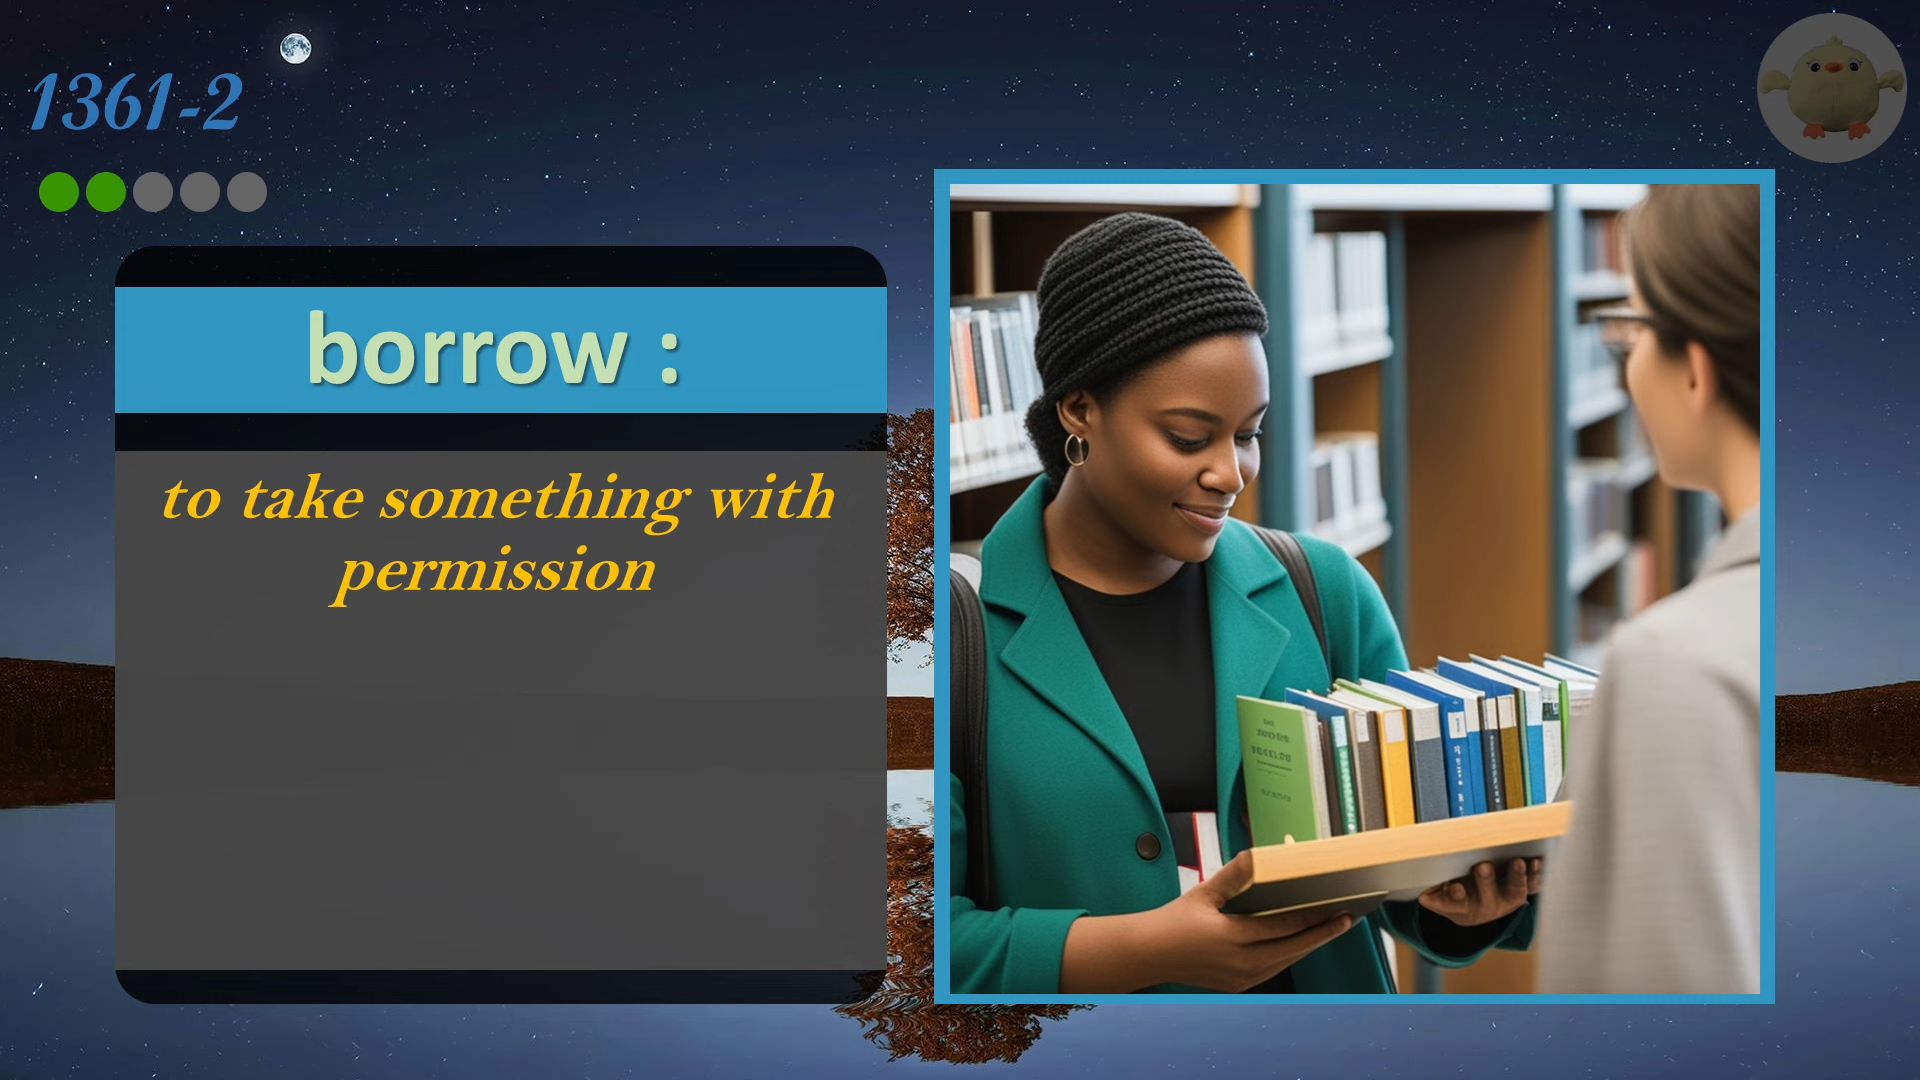 1361-2
borrow :
to take something with
permission